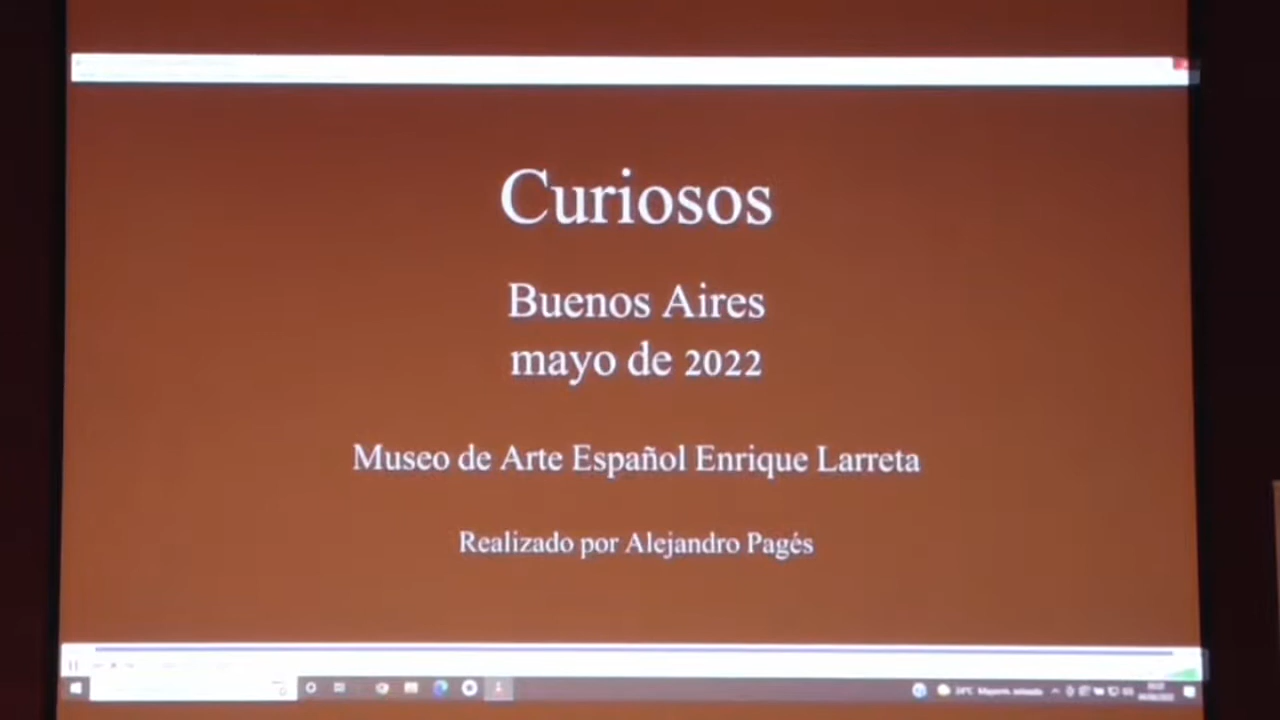 Curiosos
Buenos Aires
mayo de 2022
Museo de Arte Español Enrique Larreta
Realizado por Alejandro Pagés